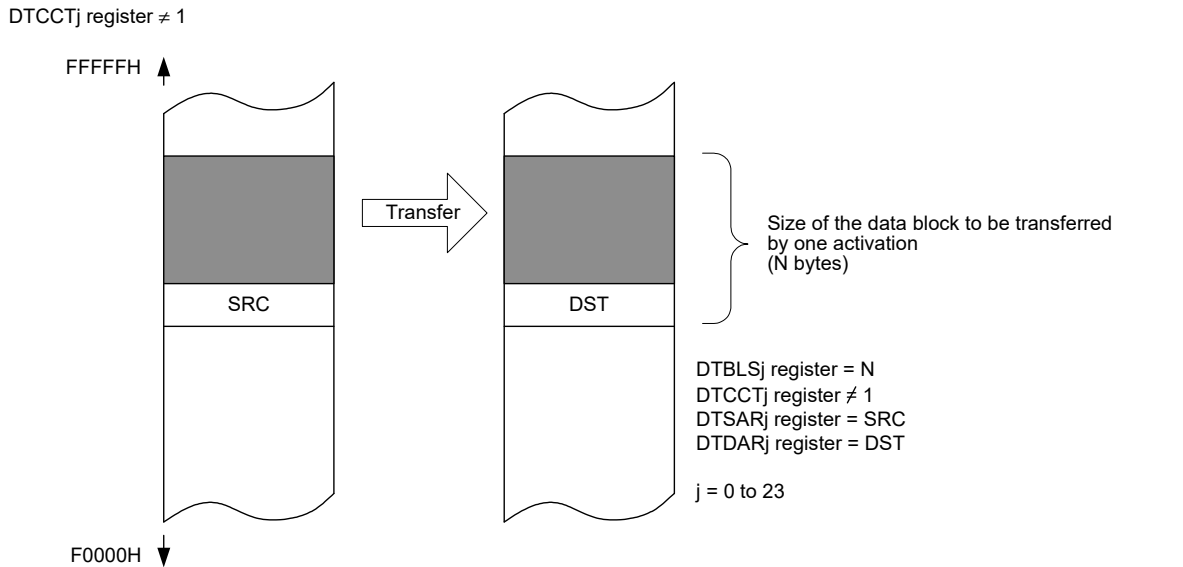 DTCCTj register ≠ 1
FFFFFH
Transfer
Size of the data block to be transferred
by one activation
(N bytes)
SRC
DST
DTBLSj register = N
DTCCTj register ≠ 1
DTSARj register = SRC
DTDARj register = DST
j = 0 to 23
F0000H